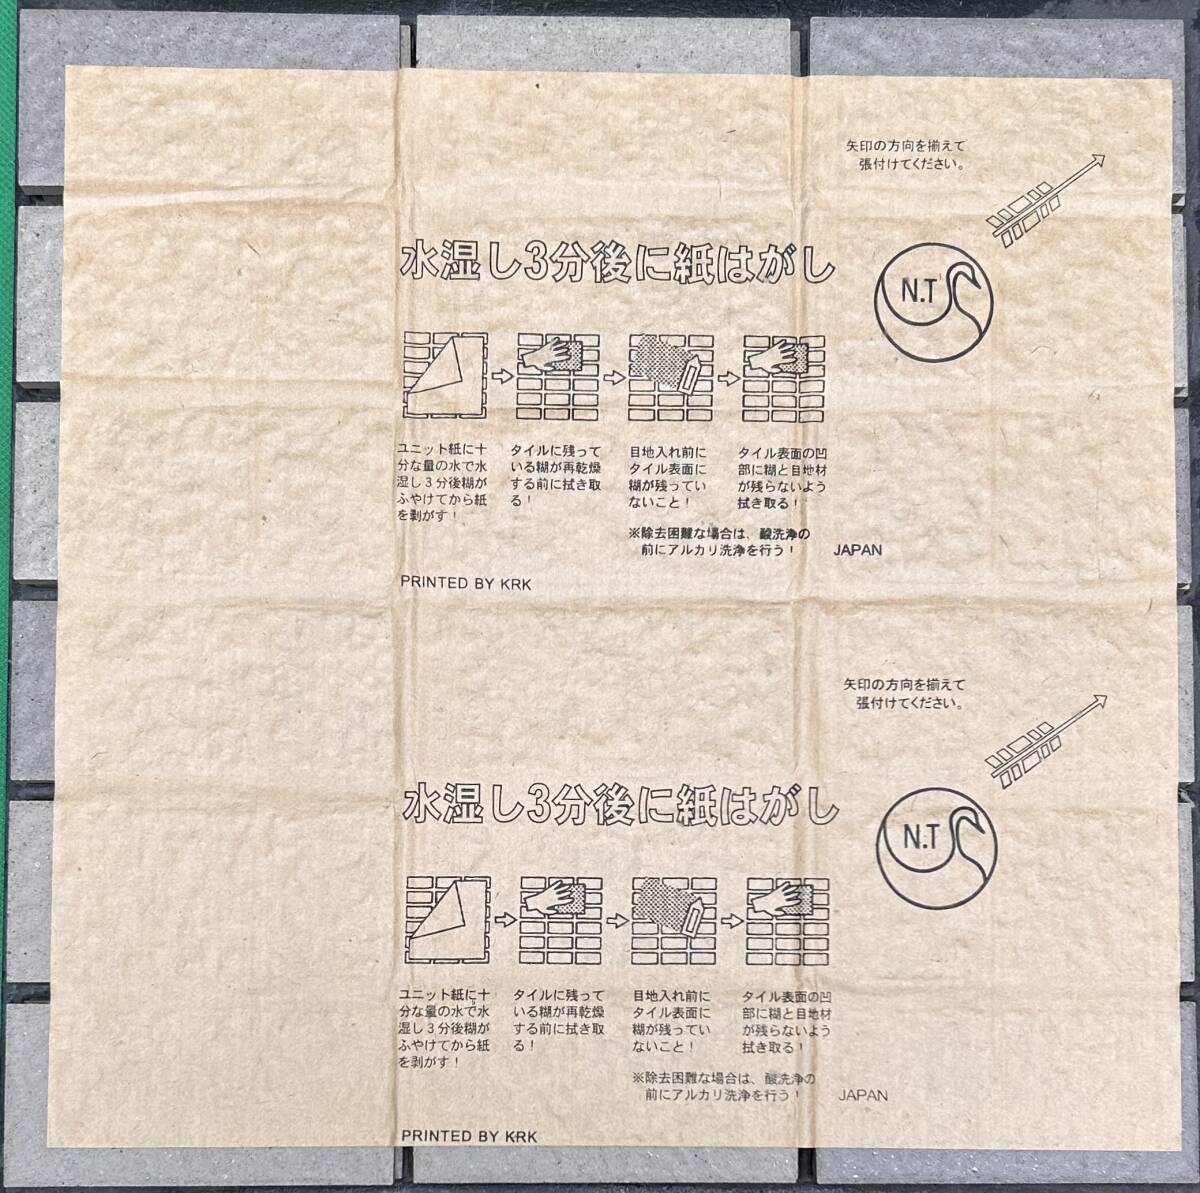 矢印の方向を揃えて
張付けてください。
水湿し3分後に紙はがし
N.T
ユニット紙に十
分な量の水で水
湿し3分後糊が
ふやけてから紙
を剥がす！
タイルに残って
いる糊が再乾燥
する前に拭き取
る！
目地入れ前に
タイル表面に
糊が残ってい
ないこと！
タイル表面の凹
部に糊と目地材
が残らないよう
拭き取る！
※除去困難な場合は、酸洗浄の
前にアルカリ洗浄を行う！
JAPAN
PRINTED BY KRK
矢印の方向を揃えて
張付けてください。
水湿し3分後に紙はがし
N.T
ユニット紙に十
分な量の水で水
湿し3分後糊が
ふやけてから紙
を剥がす！
タイルに残って
いる糊が再乾燥
する前に拭き取
る！
目地入れ前に
タイル表面に
糊が残ってい
ないこと！
タイル表面の凹
部に糊と目地材
が残らないよう
拭き取る！
※除去困難な場合は、酸洗浄の
前にアルカリ洗浄を行う！
JAPAN
PRINTED BY KRK